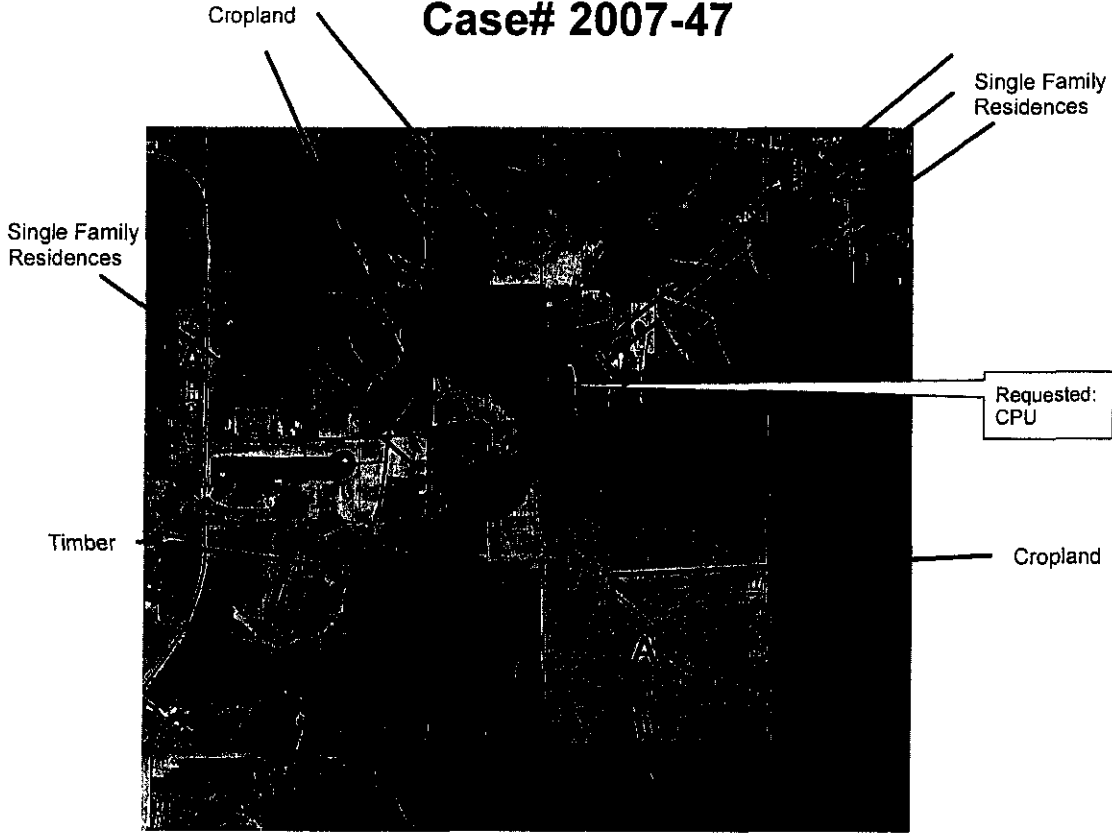 Case# 2007-47
Cropland
Single Family
Residences
Single Family
Residences
Requested:
CPU
Timber
Cropland
A